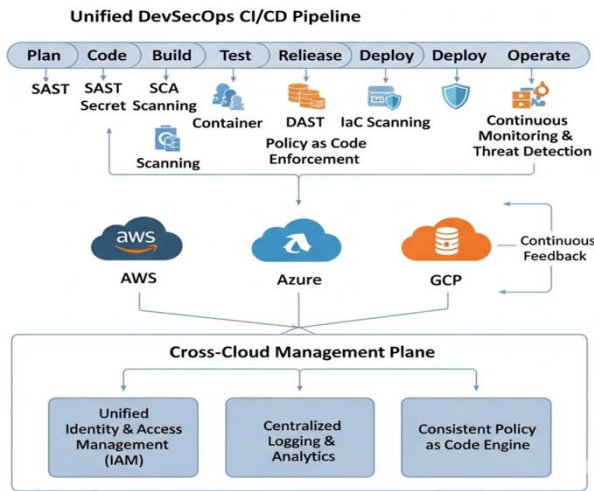 Unified DevSecOps CI/CD Pipeline
Plan Code Build Test Reliease Deploy Deploy Operate
SAST
SAST
Secret
SCA
Scanning
Scanning
Container
DAST
Policy as Code
Enforcement
IaC Scanning
Continuous
Monitoring &
Threat Detection
aws
AWS
Azure
GCP
Continuous
Feedback
Cross-Cloud Management Plane
Unified
Identity & Access
Management
(IAM)
Centralized
Logging &
Analytics
Consistent Policy
as Code Engine